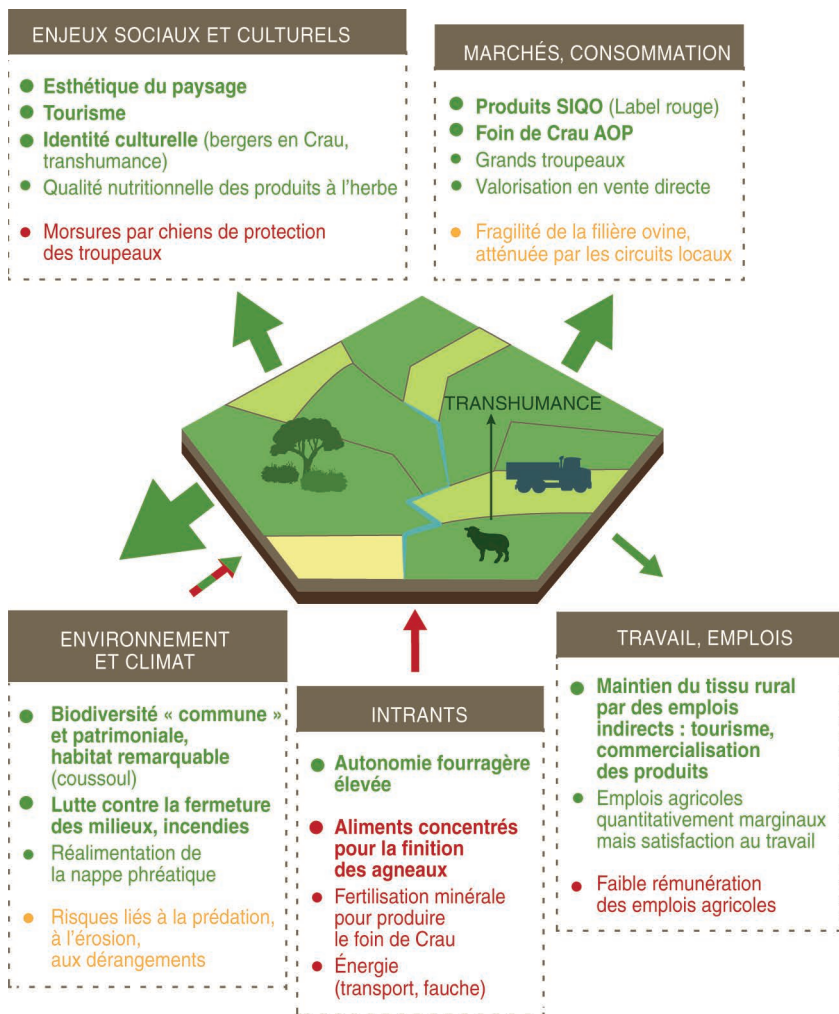 ENJEUX SOCIAUX ET CULTURELS
Esthétique du paysage
Tourisme
Identité culturelle (bergers en Crau,
transhumance)
Qualité nutritionnelle des produits à l'herbe
Morsures par chiens de protection
des troupeaux
MARCHÉS, CONSOMMATION
Produits SIQO (Label rouge)
Foin de Crau AOP
Grands troupeaux
Valorisation en vente directe
Fragilité de la filière ovine,
atténuée par les circuits locaux
TRANSHUMANCE
ENVIRONNEMENT
ET CLIMAT
Biodiversité « commune »
et patrimoniale,
habitat remarquable
(coussoul)
Lutte contre la fermeture
des milieux, incendies
Réalimentation de
la nappe phréatique
Risques liés à la prédation,
à l'érosion,
aux dérangements
INTRANTS
Autonomie fourragère
élevée
Aliments concentrés
pour la finition
des agneaux
Fertilisation minérale
pour produire
le foin de Crau
Énergie
(transport, fauche)
TRAVAIL, EMPLOIS
Maintien du tissu rural
par des emplois
indirects : tourisme,
commercialisation
des produits
Emplois agricoles
quantitativement marginaux
mais satisfaction au travail
Faible rémunération
des emplois agricoles